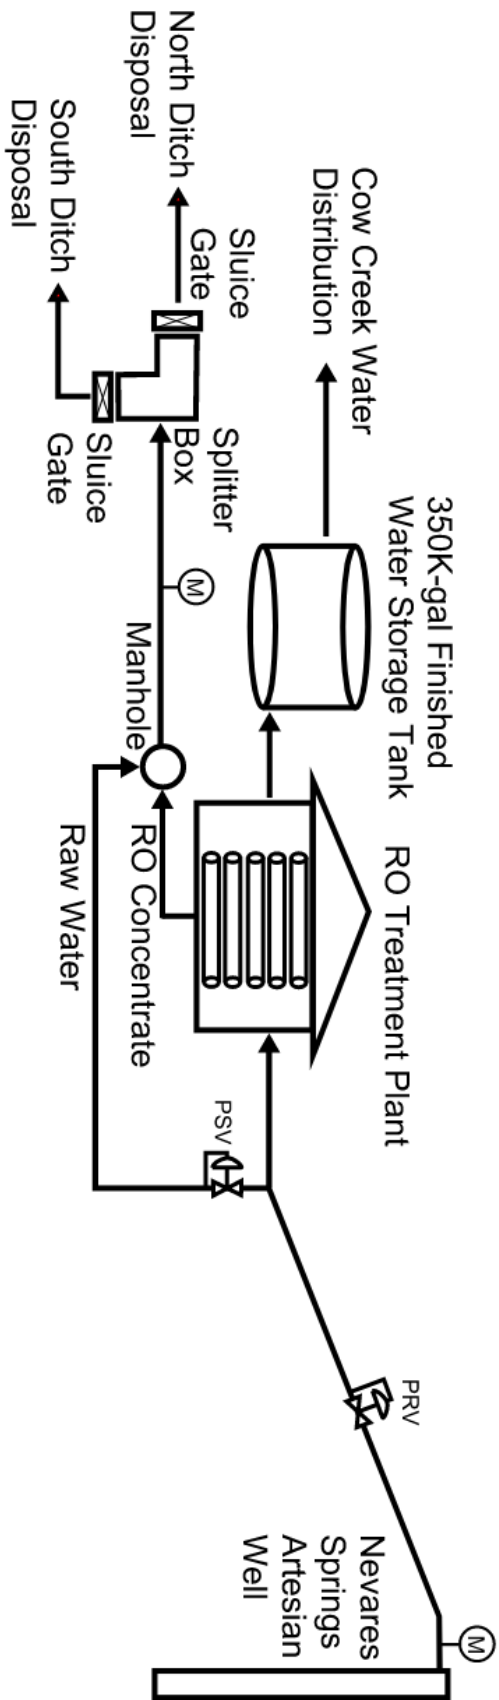 North Ditch
Disposal
South Ditch
Disposal
Sluice
Gate
Sluice
Gate
Splitter
Box
Cow Creek Water
Distribution
M
350K-gal Finished
Water Storage Tank
Manhole
RO Concentrate
Raw Water
RO Treatment Plant
PSV
PRV
Nevares
Springs
Artesian
Well
M